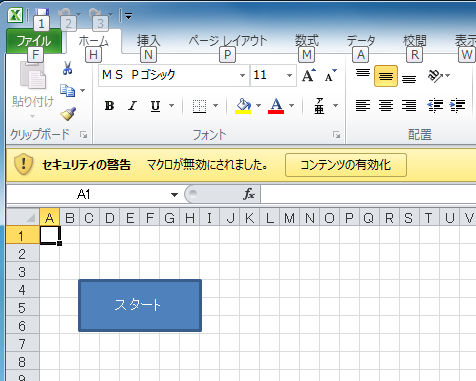 1 2 3
ファイル ホーム 挿入 ページ レイアウト 数式 データ 校閲 表示
F H N P M A R W
貼り付け
ＭＳ Ｐゴシック 11 A A
B I U A ア亜
クリップボード フォント 配置
セキュリティの警告 マクロが無効にされました。 コンテンツの有効化
A1 fx
A B C D E F G H I J K L M N O P Q R S T U V
1
2
3
4
スタート
5
6
7
8
9